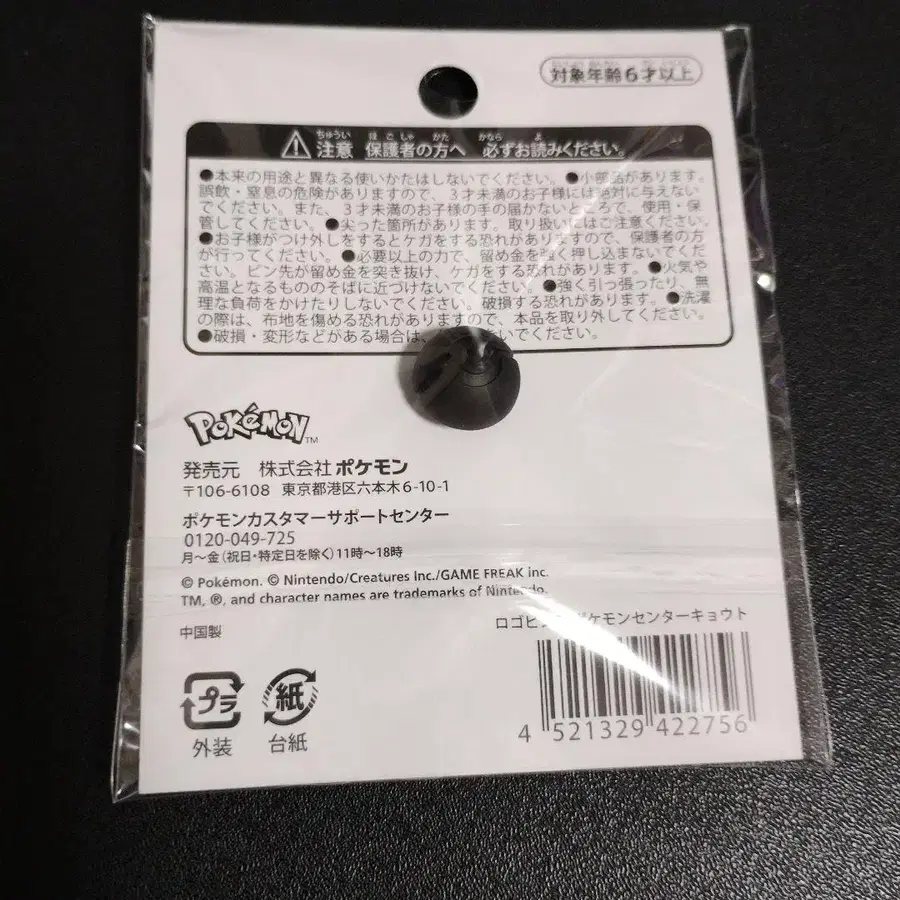 対象年齢6才以上
注意 保護者の方へ 必ずお読みください。
●本来の用途と異なる使いかたはしないでください。●小部品があります。
誤飲・窒息の危険がありますので、3才未満のお子様には絶対に与えない
でください。また、3才未満のお子様の手の届かないところで、使用・保
管してください。●尖った箇所があります。取り扱いにはご注意ください。
●お子様がつけ外しをするとケガをする恐れがありますので、保護者の方
が行ってください。●必要以上の力で、留め金を強く押し込まないでくだ
さい。ピン先が留め金を突き抜け、ケガをする恐れがあります。●火気や
高温となるもののそばに近づけないでください。●強く引っ張ったり、無
理な負荷をかけたりしないでください。破損する恐れがあります。●洗濯
の際は、布地を傷める恐れがありますので、本品を取り外してください。
●破損・変形などがある場合は、ないでください。
POKéMON TM
発売元 株式会社ポケモン
〒106-6108 東京都港区六本木6-10-1
ポケモンカスタマーサポートセンター
0120-049-725
月～金(祝日・特定日を除く)11時～18時
© Pokémon. © Nintendo/Creatures Inc./GAME FREAK inc.
TM, ®, and character names are trademarks of Nintendo.
中国製
ロゴピ ポケモンセンターキョウト
プラ 紙
外装 台紙
4 521329 422756